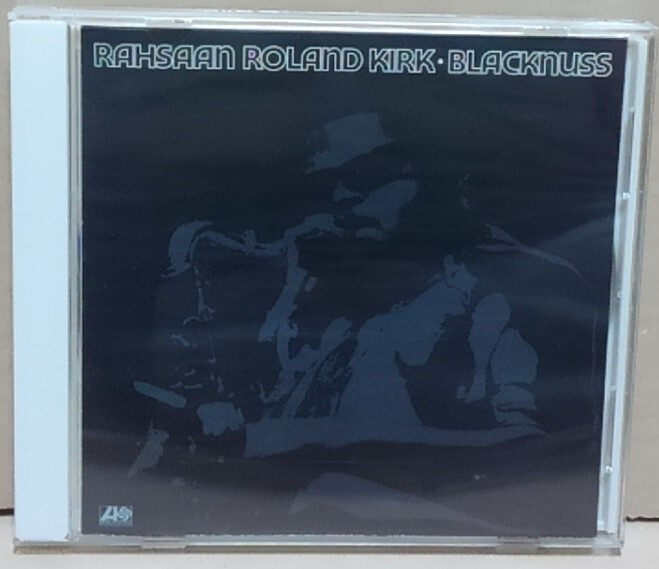 RAHSAAN ROLAND KIRK · BLACKNUSS